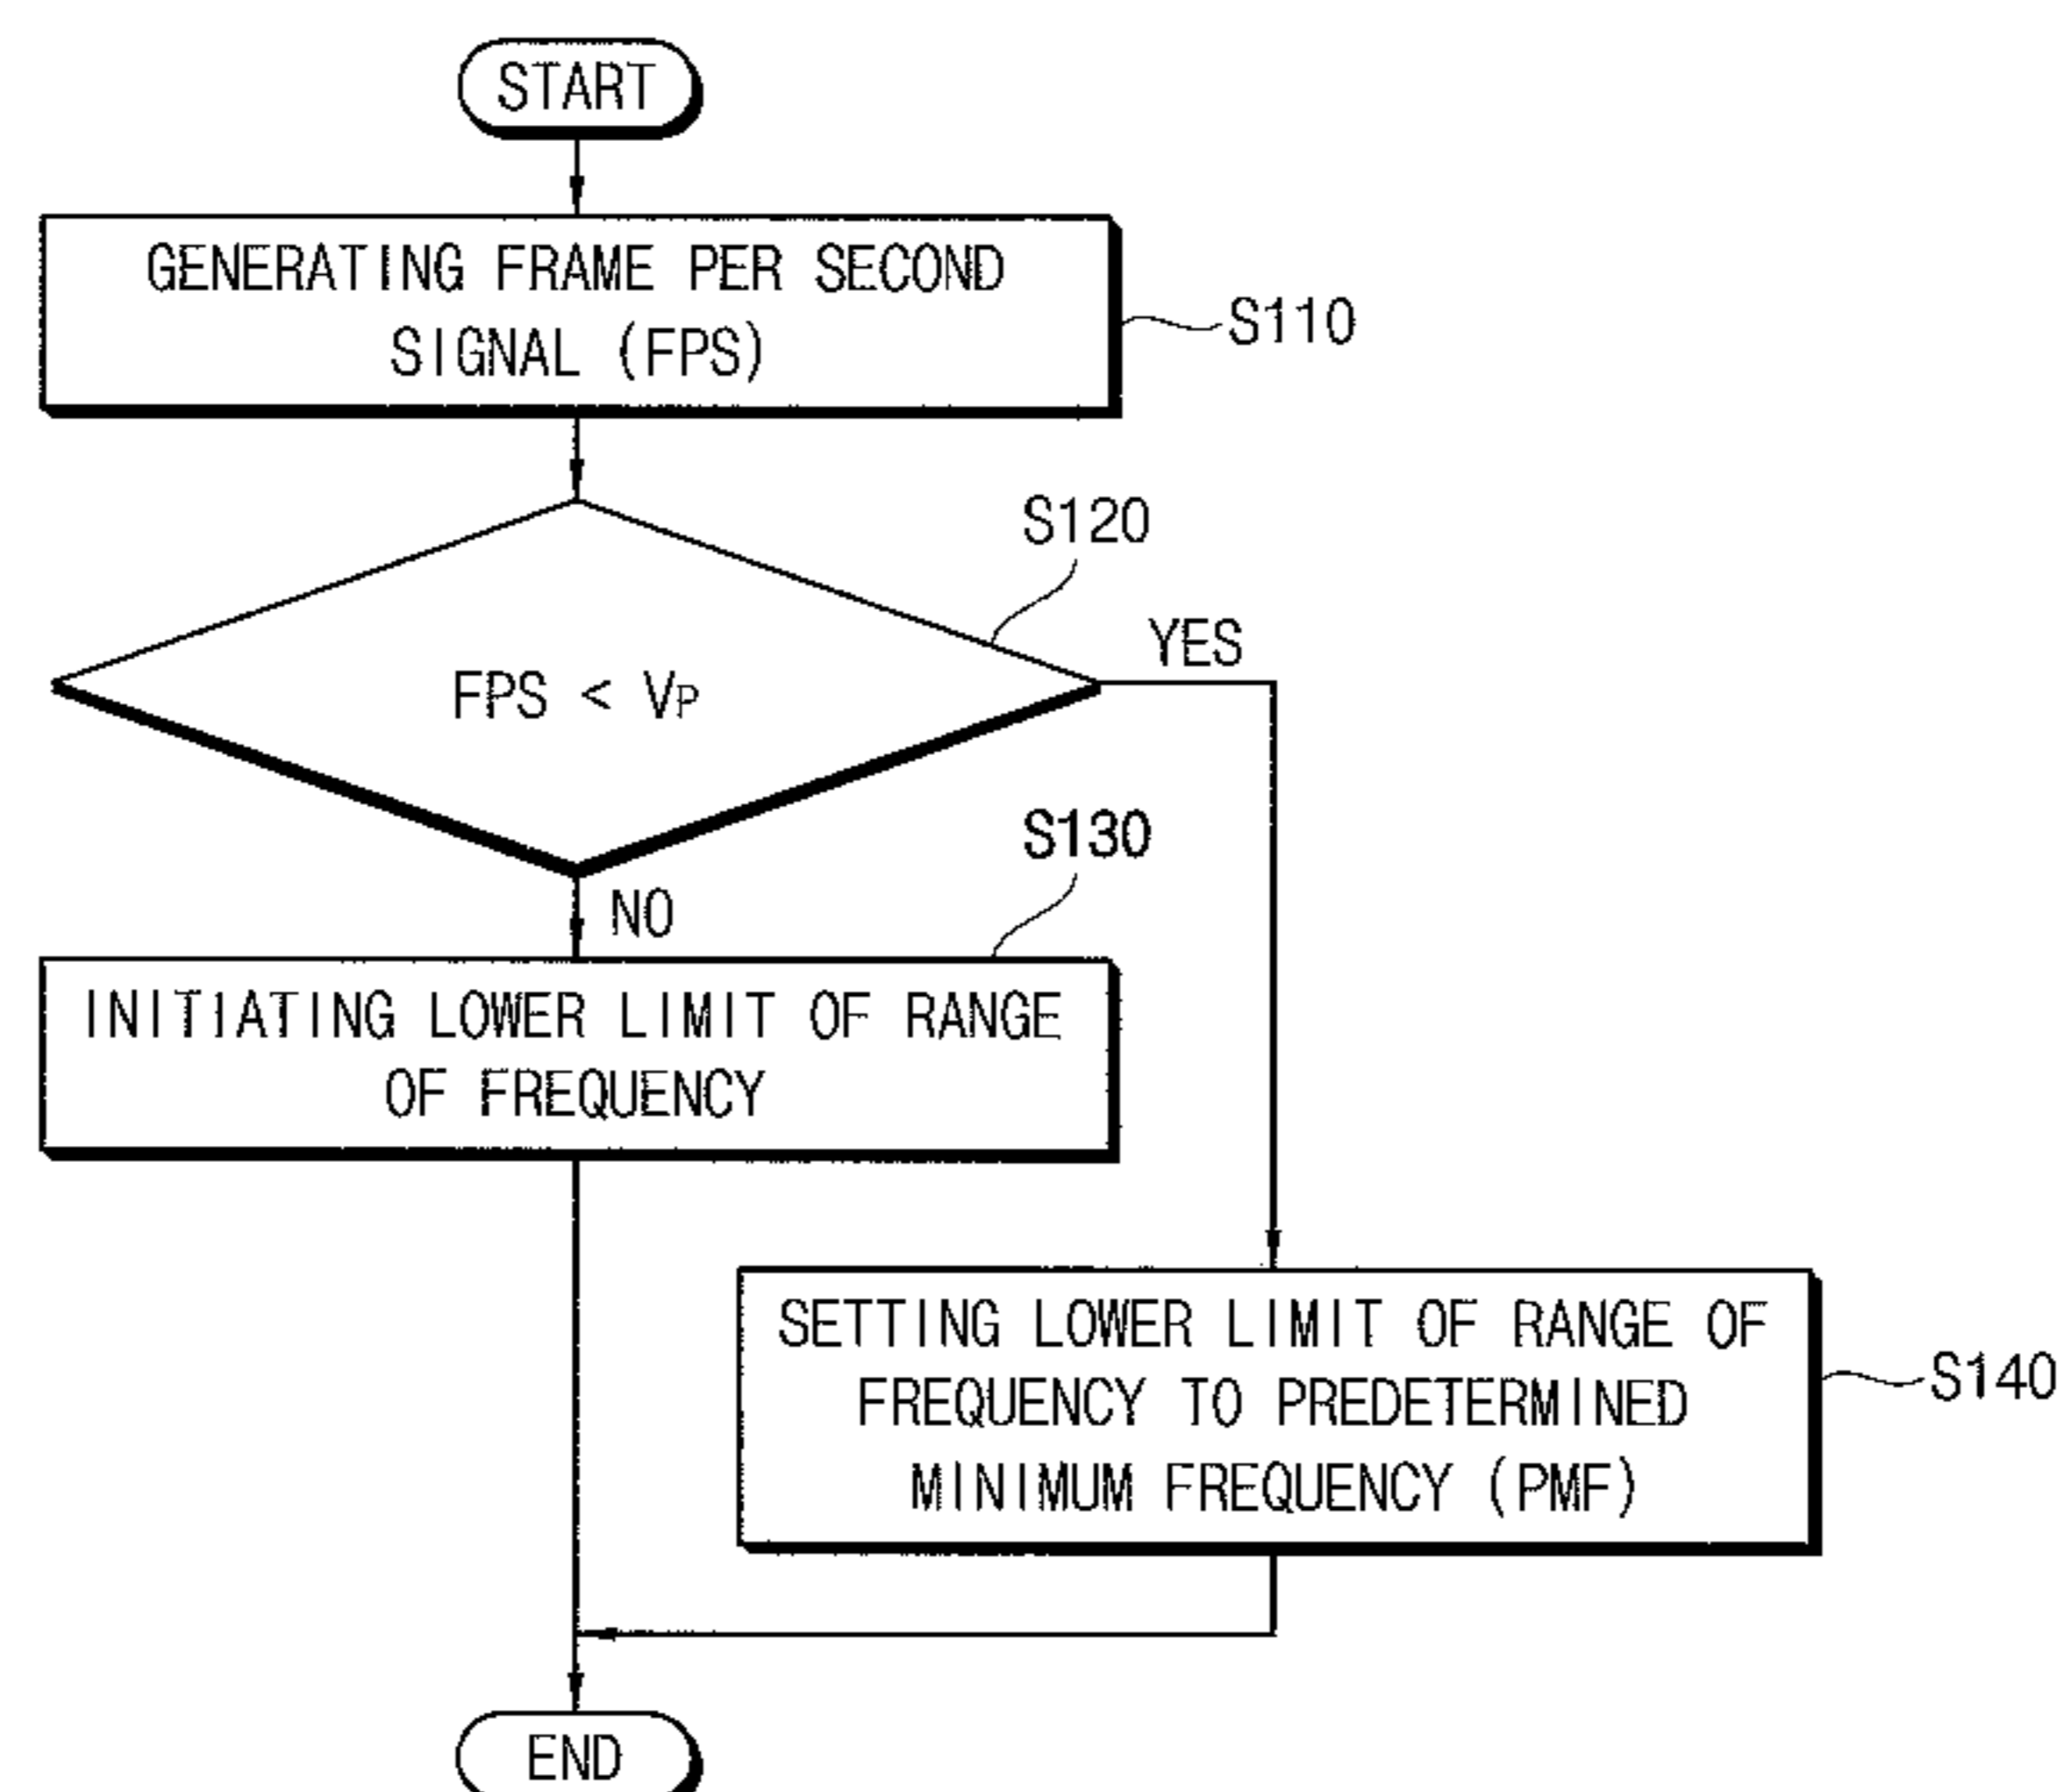 START
GENERATING FRAME PER SECOND
SIGNAL (FPS)
S110
S120
FPS < VP
YES
NO
S130
INITIATING LOWER LIMIT OF RANGE
OF FREQUENCY
SETTING LOWER LIMIT OF RANGE OF
FREQUENCY TO PREDETERMINED
MINIMUM FREQUENCY (PMF)
S140
END